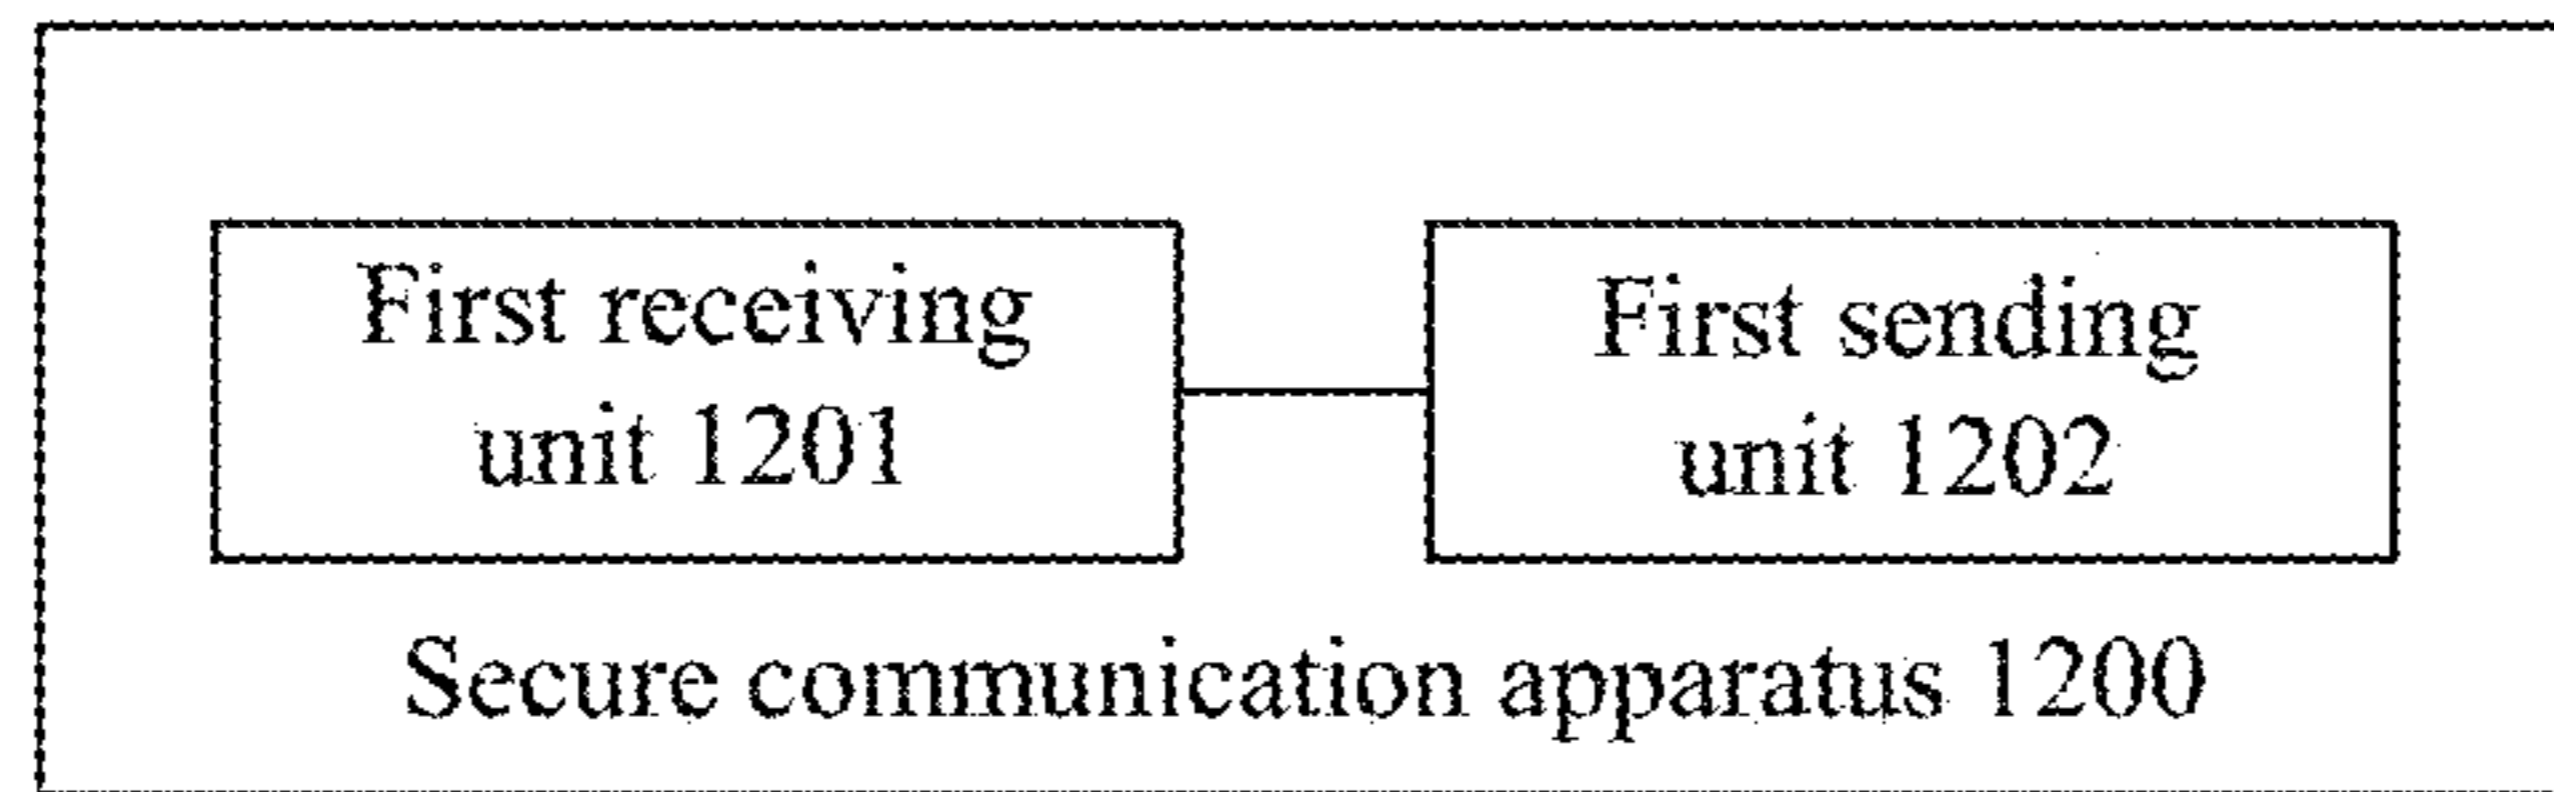 First receiving
unit 1201
First sending
unit 1202
Secure communication apparatus 1200